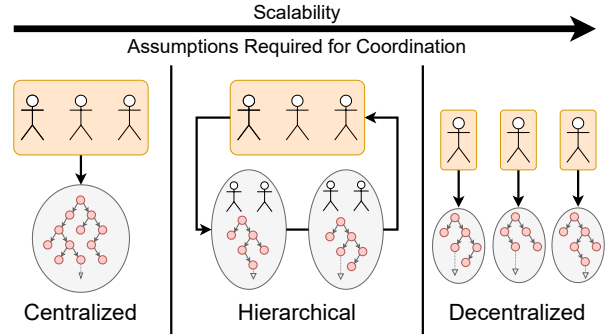 Scalability
Assumptions Required for Coordination
Centralized
Hierarchical
Decentralized